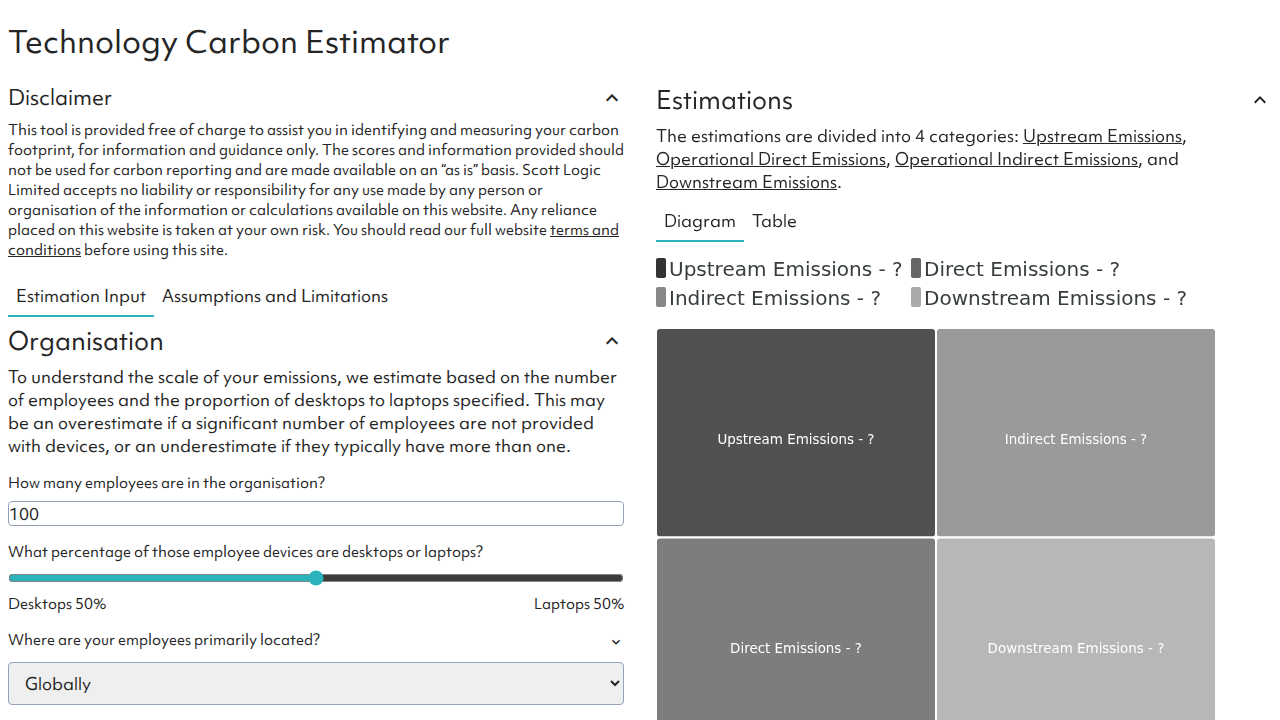 Technology Carbon Estimator
Disclaimer
This tool is provided free of charge to assist you in identifying and measuring your carbon
footprint, for information and guidance only. The scores and information provided should
not be used for carbon reporting and are made available on an “as is” basis. Scott Logic
Limited accepts no liability or responsibility for any use made by any person or
organisation of the information or calculations available on this website. Any reliance
placed on this website is taken at your own risk. You should read our full website terms and
conditions before using this site.
Estimation Input
Assumptions and Limitations
Organisation
To understand the scale of your emissions, we estimate based on the number
of employees and the proportion of desktops to laptops specified. This may
be an overestimate if a significant number of employees are not provided
with devices, or an underestimate if they typically have more than one.
How many employees are in the organisation?
100
What percentage of those employee devices are desktops or laptops?
Desktops 50%
Laptops 50%
Where are your employees primarily located?
Globally
Estimations
The estimations are divided into 4 categories: Upstream Emissions,
Operational Direct Emissions, Operational Indirect Emissions, and
Downstream Emissions.
Diagram
Table
Upstream Emissions - ?
Direct Emissions - ?
Indirect Emissions - ?
Downstream Emissions - ?
Upstream Emissions - ?
Indirect Emissions - ?
Direct Emissions - ?
Downstream Emissions - ?